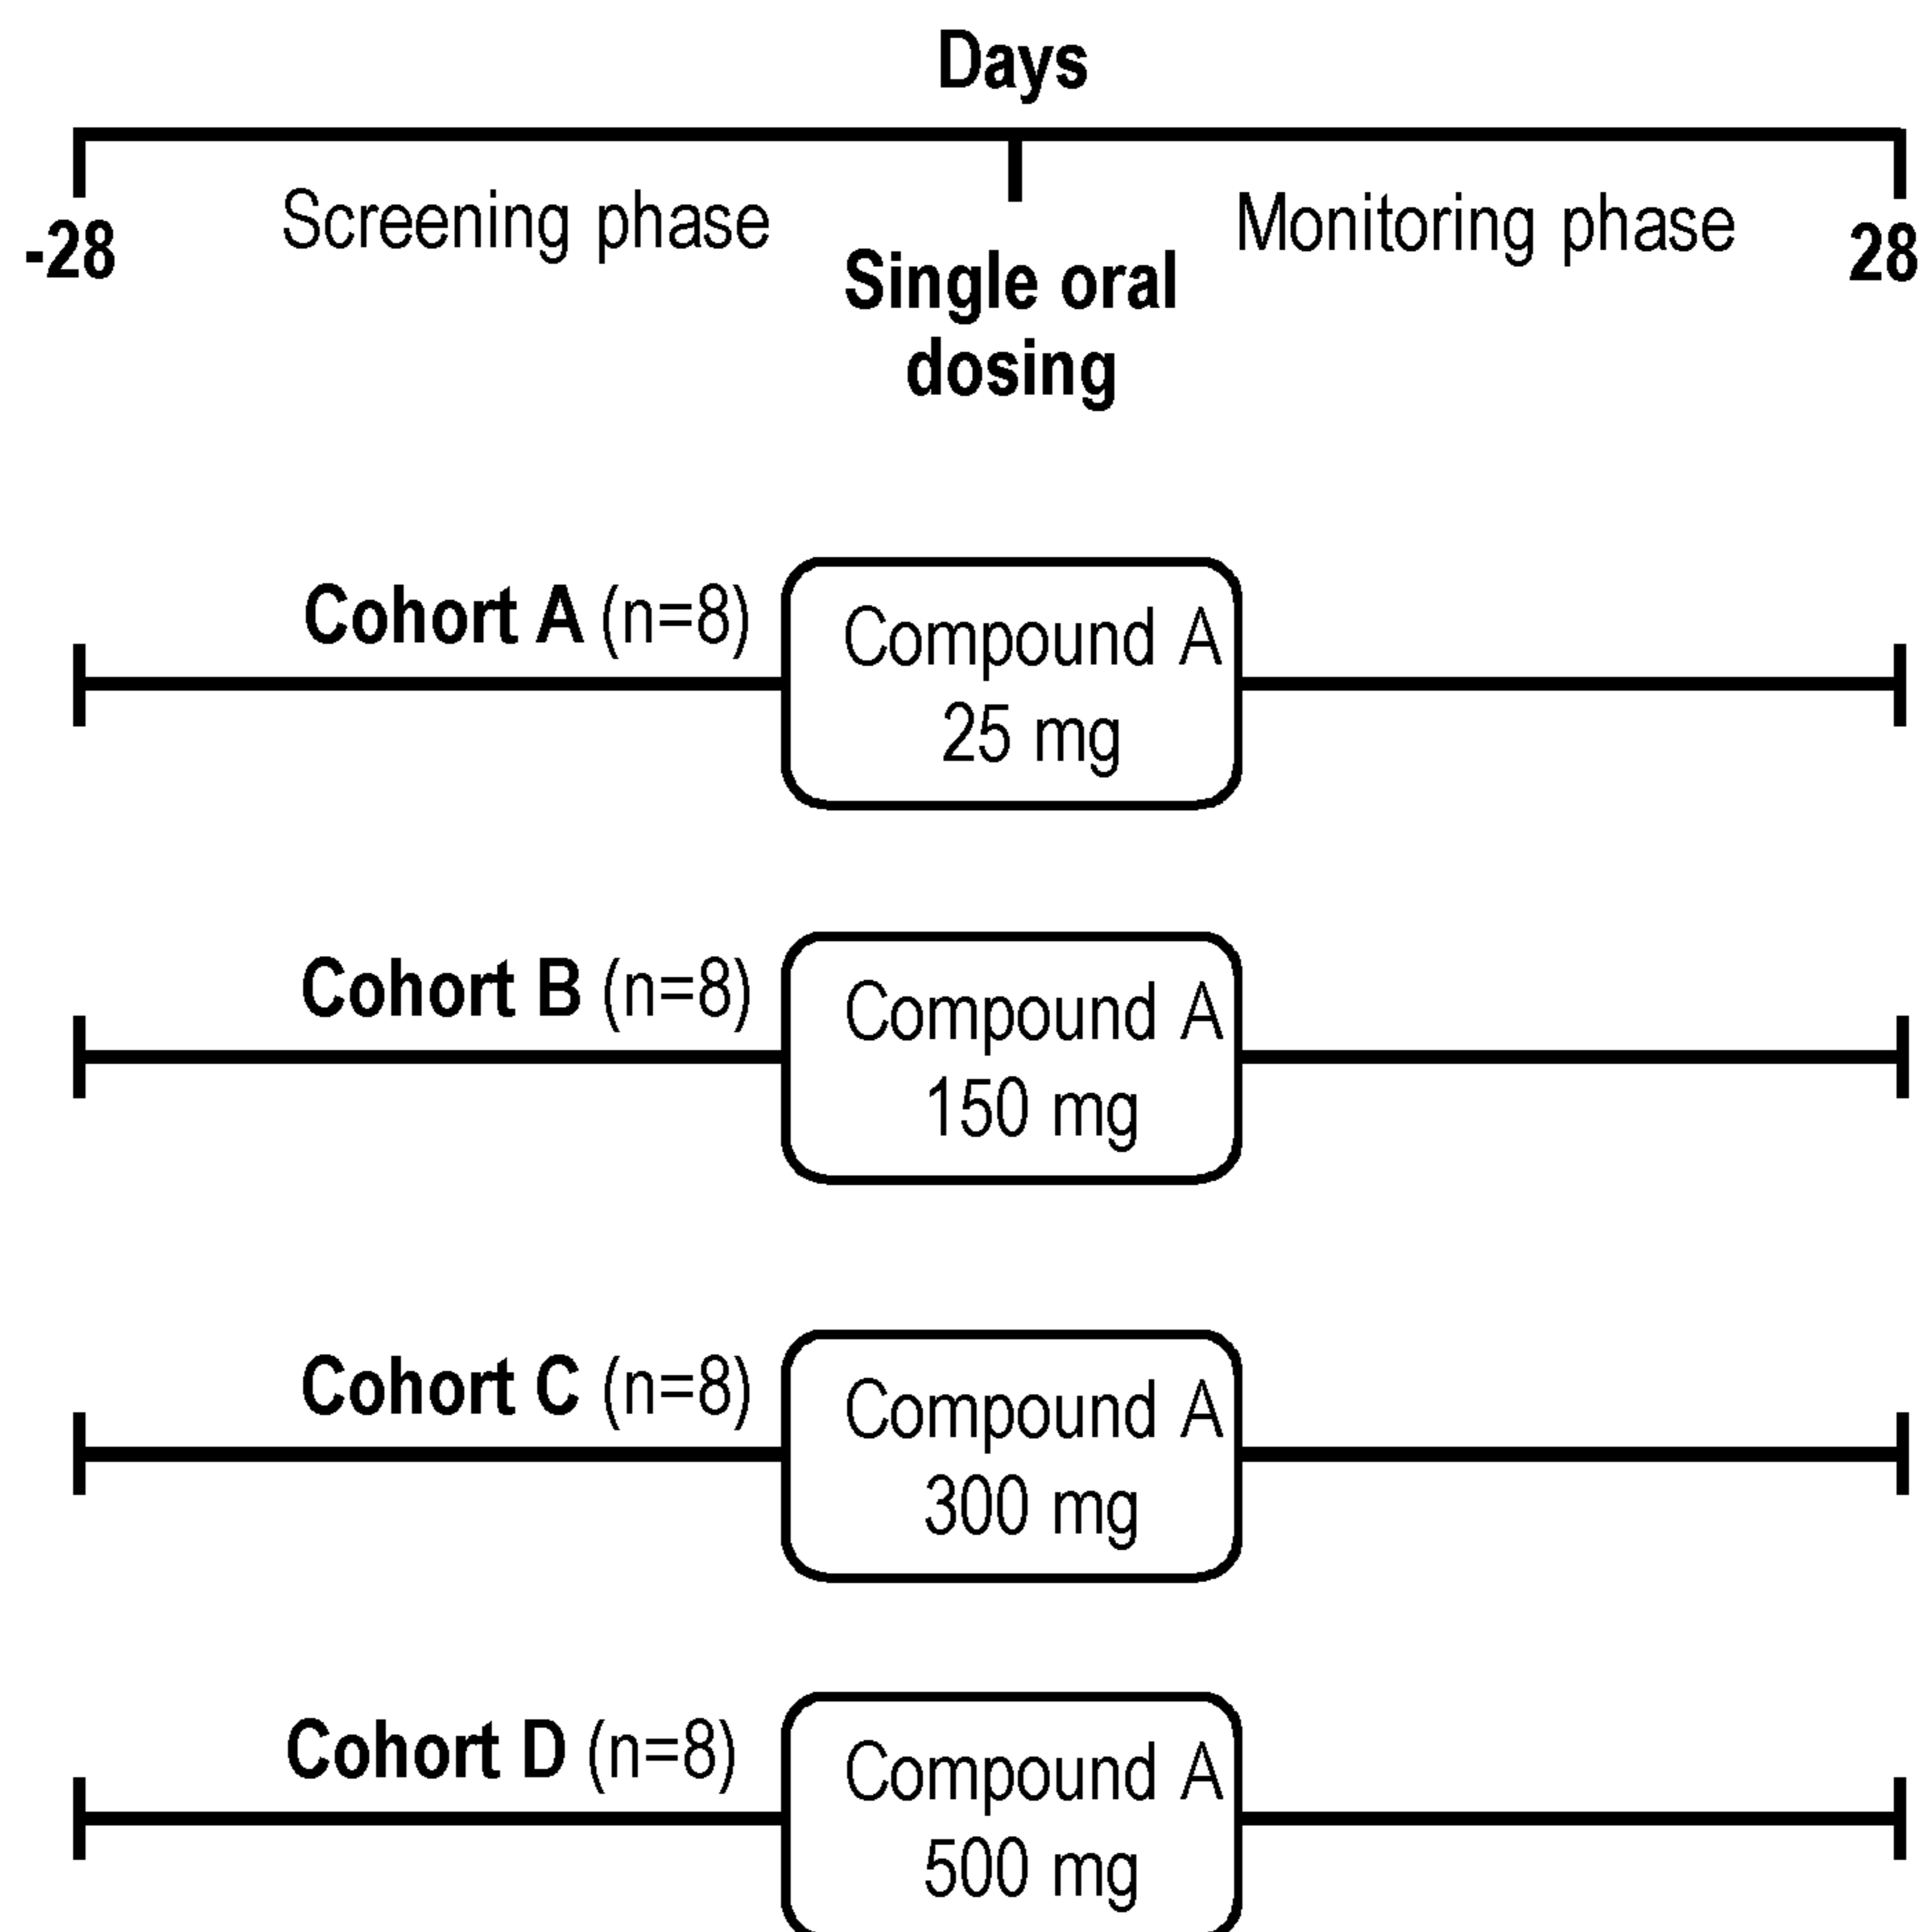 Days
-28
Screening phase
Single oral
dosing
Monitoring phase
28
Cohort A (n=8)
Compound A
25 mg
Cohort B (n=8)
Compound A
150 mg
Cohort C (n=8)
Compound A
300 mg
Cohort D (n=8)
Compound A
500 mg